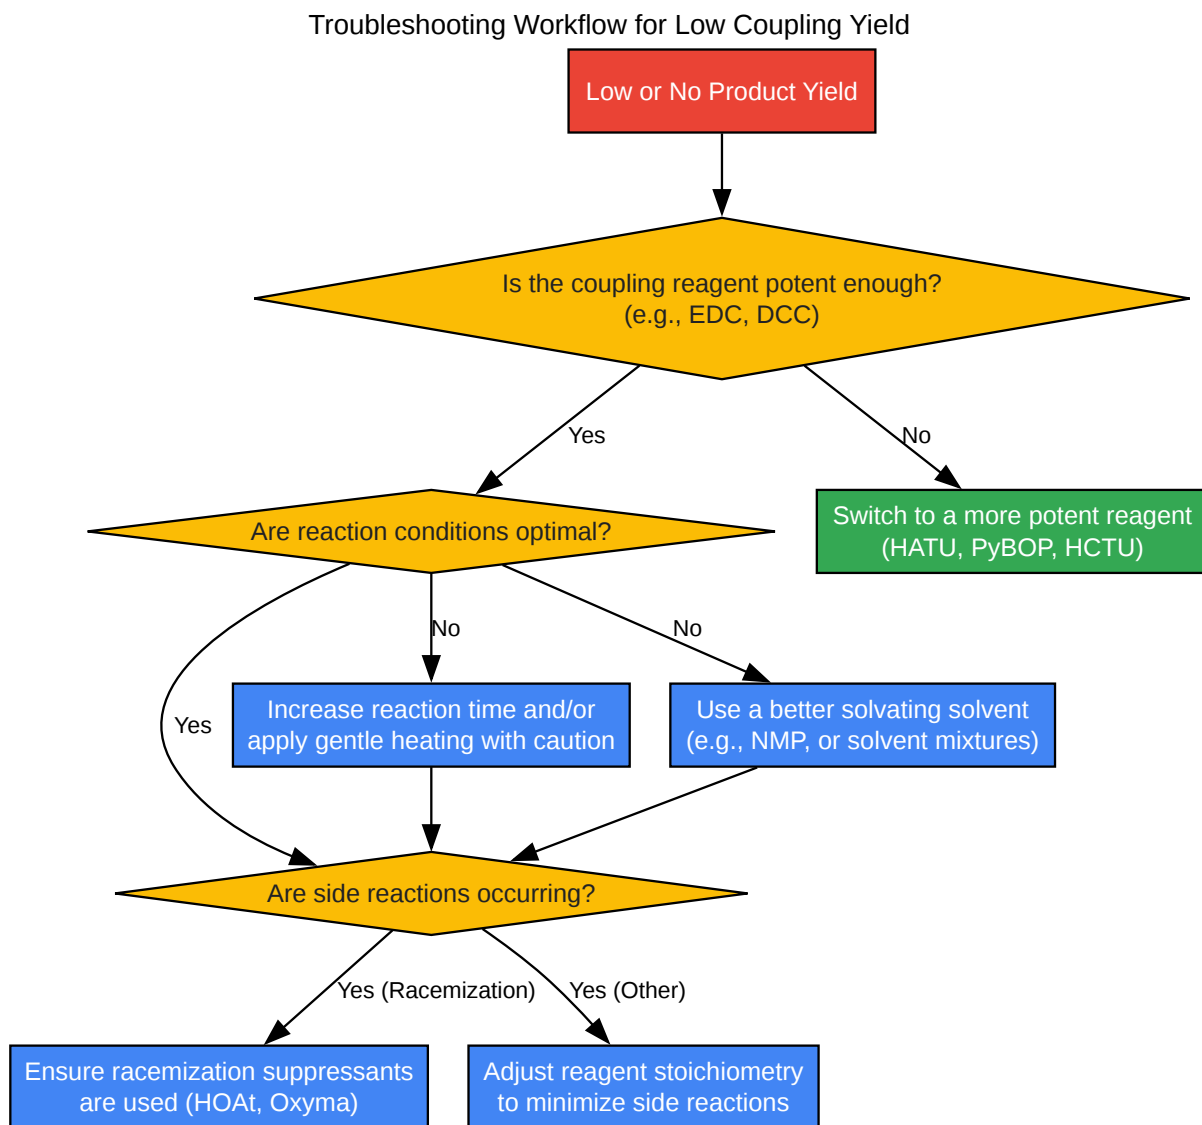 Troubleshooting Workflow for Low Coupling Yield
Low or No Product Yield
Is the coupling reagent potent enough?
(e.g., EDC, DCC)
Yes
No
Are reaction conditions optimal?
Switch to a more potent reagent
(HATU, PyBOP, HCTU)
No
No
Yes
Increase reaction time and/or
apply gentle heating with caution
Use a better solvating solvent
(e.g., NMP, or solvent mixtures)
Are side reactions occurring?
Yes (Racemization)
Yes (Other)
Ensure racemization suppressants
are used (HOAt, Oxyma)
Adjust reagent stoichiometry
to minimize side reactions